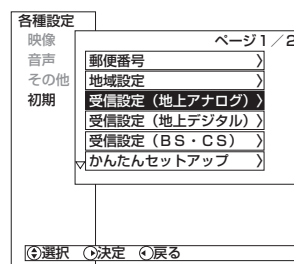 各種設定
映像
音声
その他
初期
ページ1／2
郵便番号
地域設定
受信設定（地上アナログ）
受信設定（地上デジタル）
受信設定（ＢＳ・ＣＳ）
かんたんセットアップ
選択 決定 戻る